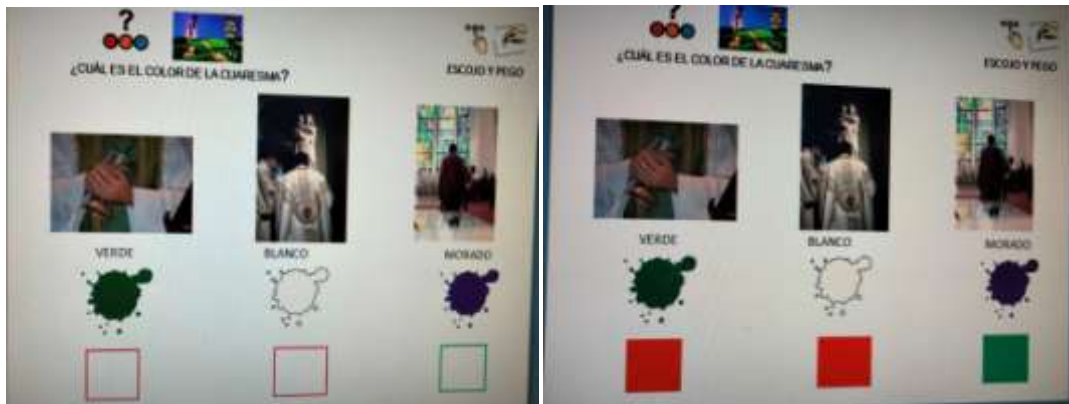 ?
¿CUÁL ES EL COLOR DE LA CUARESMA?
ESCOJO Y PEGO
VERDE
BLANCO
MORADO
?
¿CUÁL ES EL COLOR DE LA CUARESMA?
ESCOJO Y PEGO
VERDE
BLANCO
MORADO